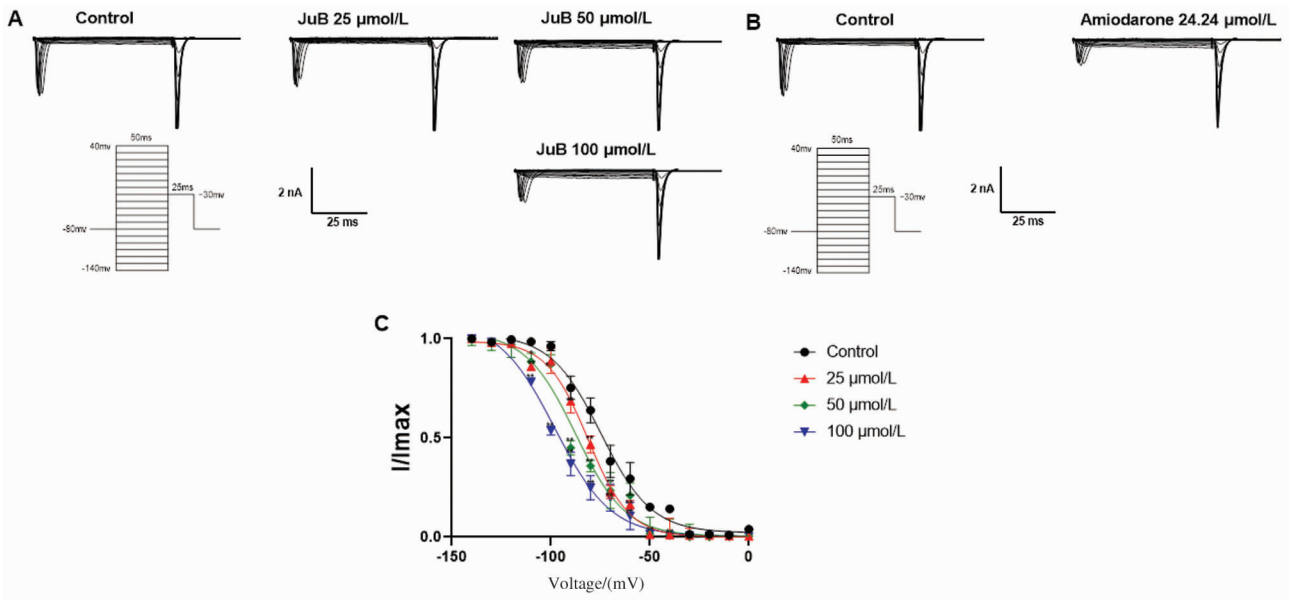 A
Control
JuB 25 μmol/L
JuB 50 μmol/L
B
Control
Amiodarone 24.24 μmol/L
50ms
40mv
25ms
-30mv
-80mv
-140mv
2 nA
25 ms
JuB 100 μmol/L
50ms
40mv
25ms
-30mv
-80mv
-140mv
2 nA
25 ms
C
I/Imax
1.0
0.5
0.0
-150
-100
-50
0
Voltage/(mV)
Control
25 μmol/L
50 μmol/L
100 μmol/L